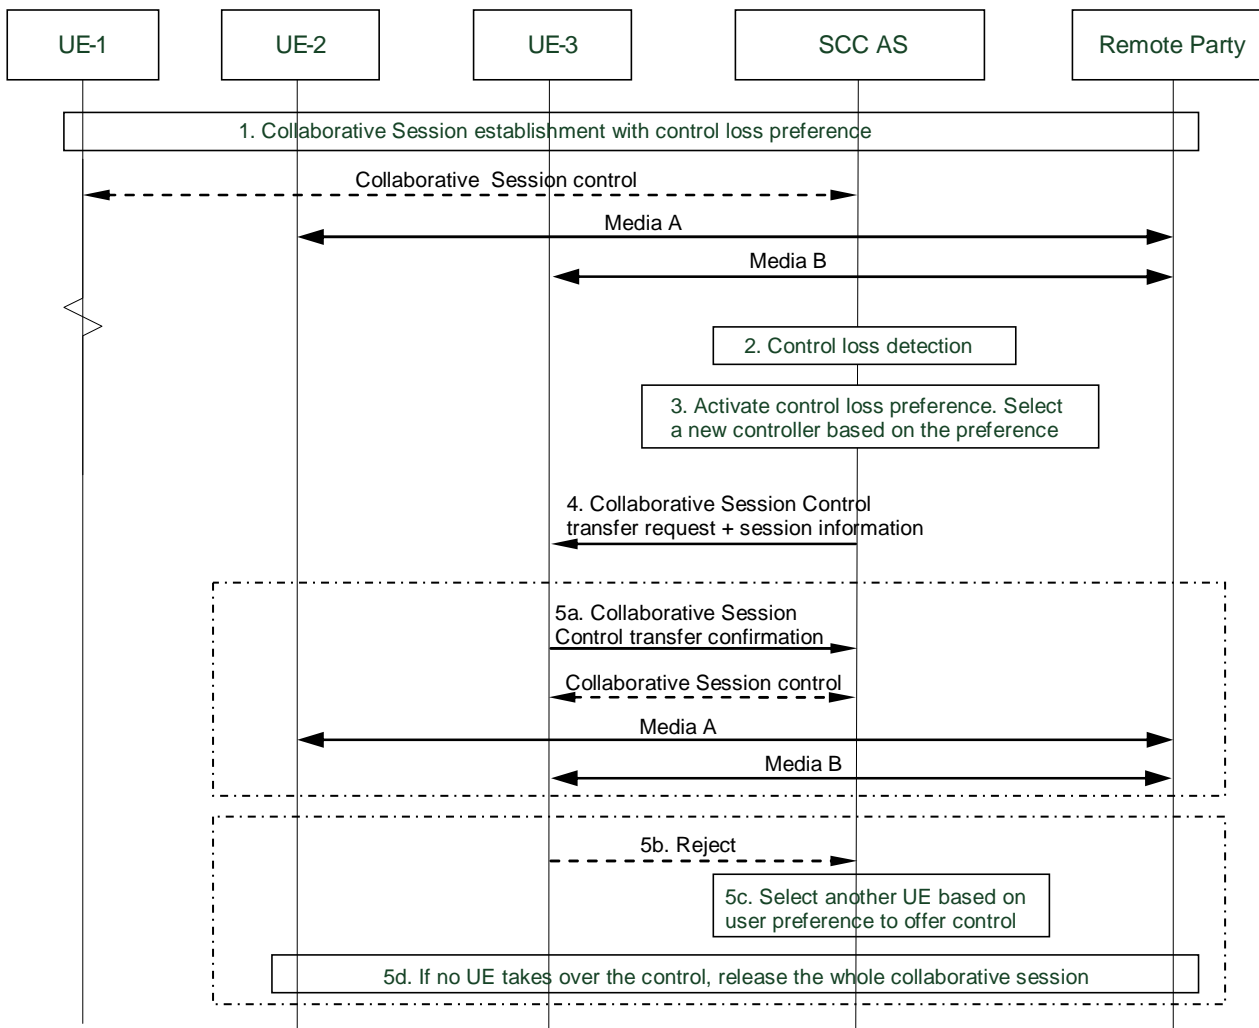 UE-1
UE-2
UE-3
SCC AS
Remote Party
1. Collaborative Session establishment with control loss preference
Collaborative Session control
Media A
Media B
2. Control loss detection
3. Activate control loss preference. Select
a new controller based on the preference
4. Collaborative Session Control
transfer request + session information
5a. Collaborative Session
Control transfer confirmation
Collaborative Session control
Media A
Media B
5b. Reject
5c. Select another UE based on
user preference to offer control
5d. If no UE takes over the control, release the whole collaborative session